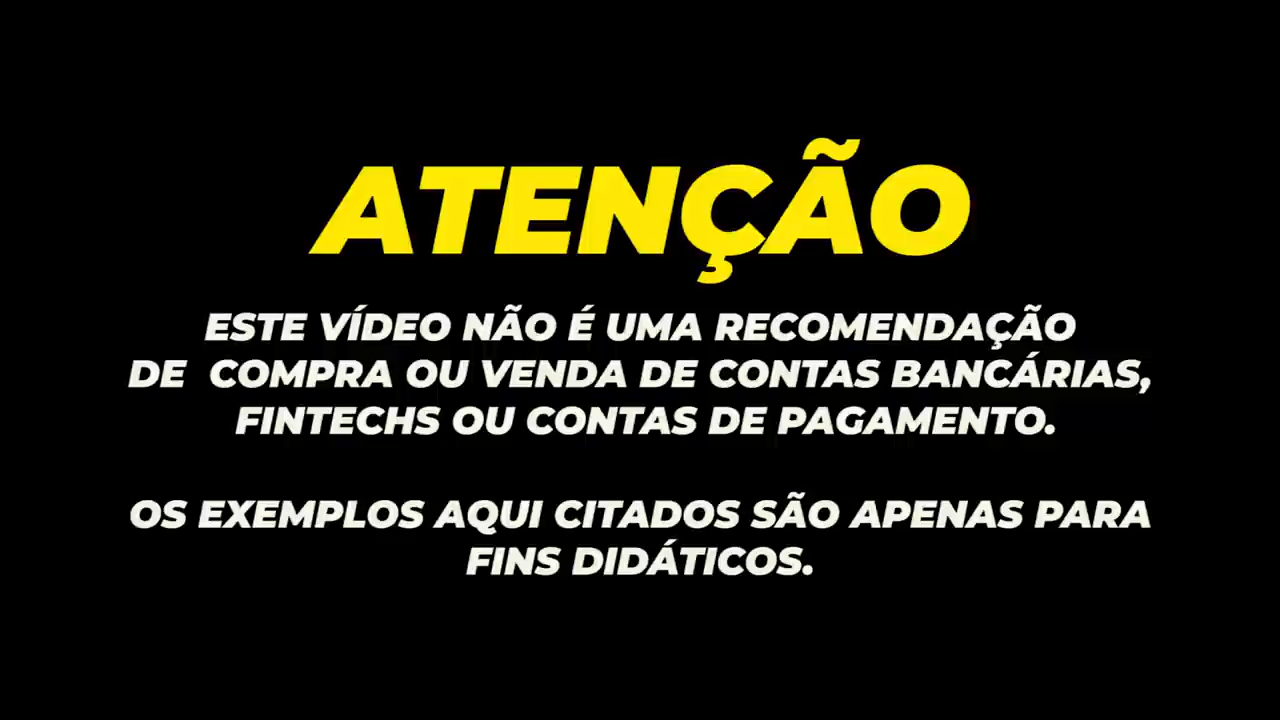 ATENÇÃO
ESTE VÍDEO NÃO É UMA RECOMENDAÇÃO
DE COMPRA OU VENDA DE CONTAS BANCÁRIAS,
FINTECHS OU CONTAS DE PAGAMENTO.
OS EXEMPLOS AQUI CITADOS SÃO APENAS PARA
FINS DIDÁTICOS.